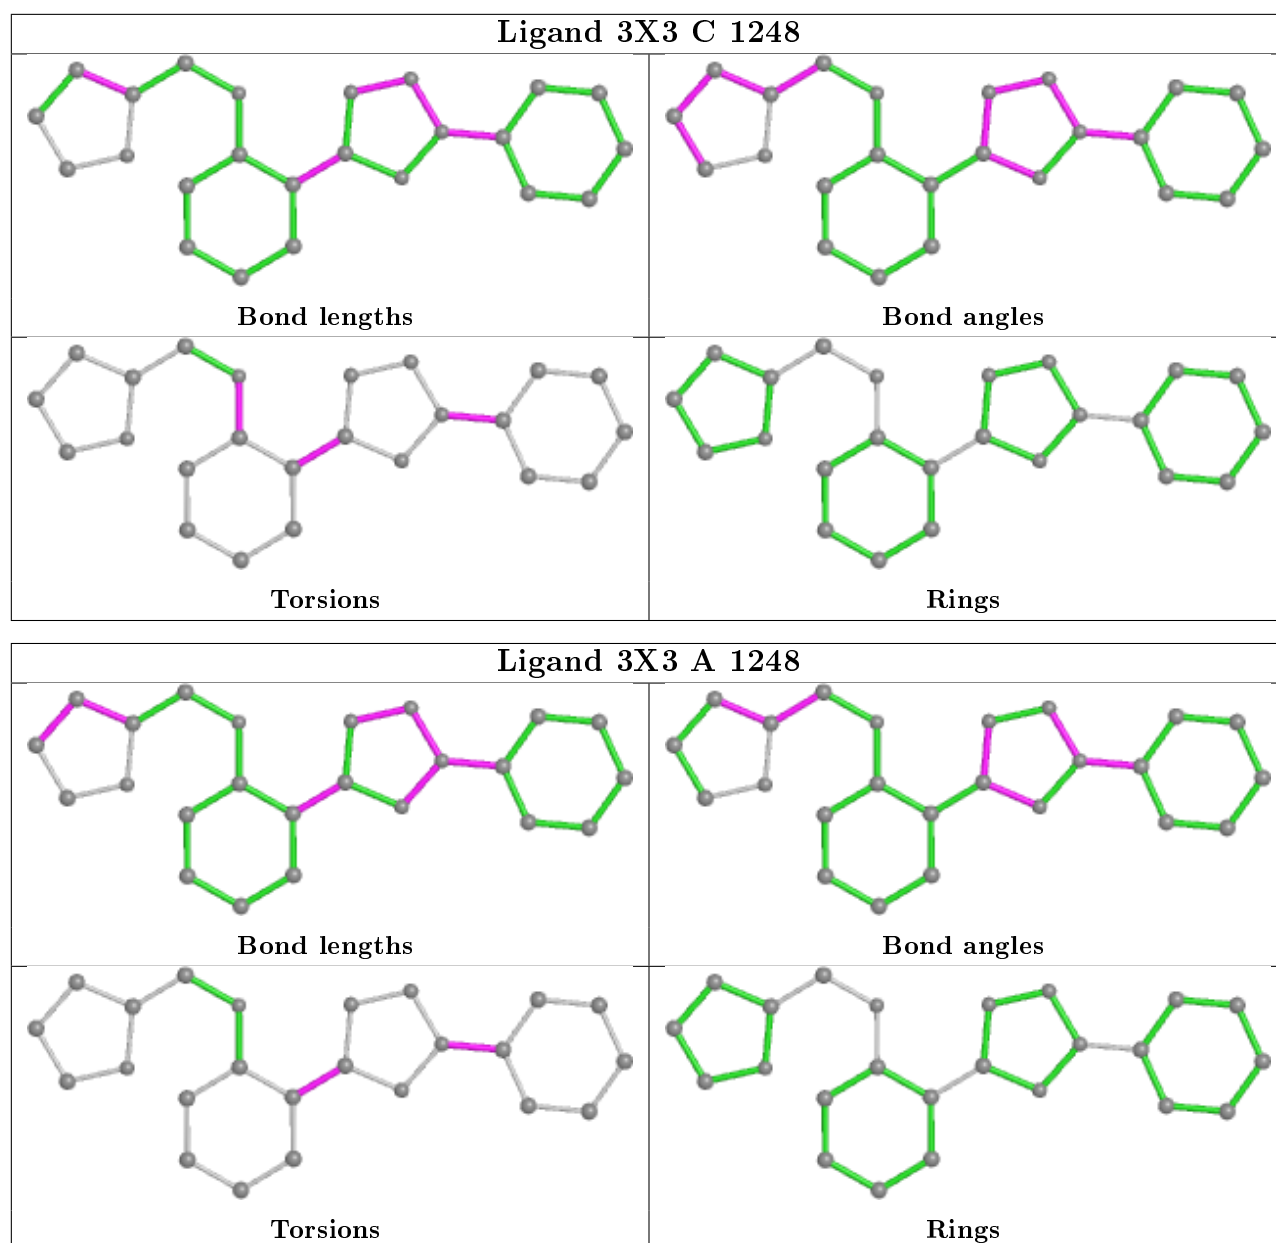 Ligand 3X3 C 1248
Bond lengths
Bond angles
Torsions
Rings
Ligand 3X3 A 1248
Bond lengths
Bond angles
Torsions
Rings